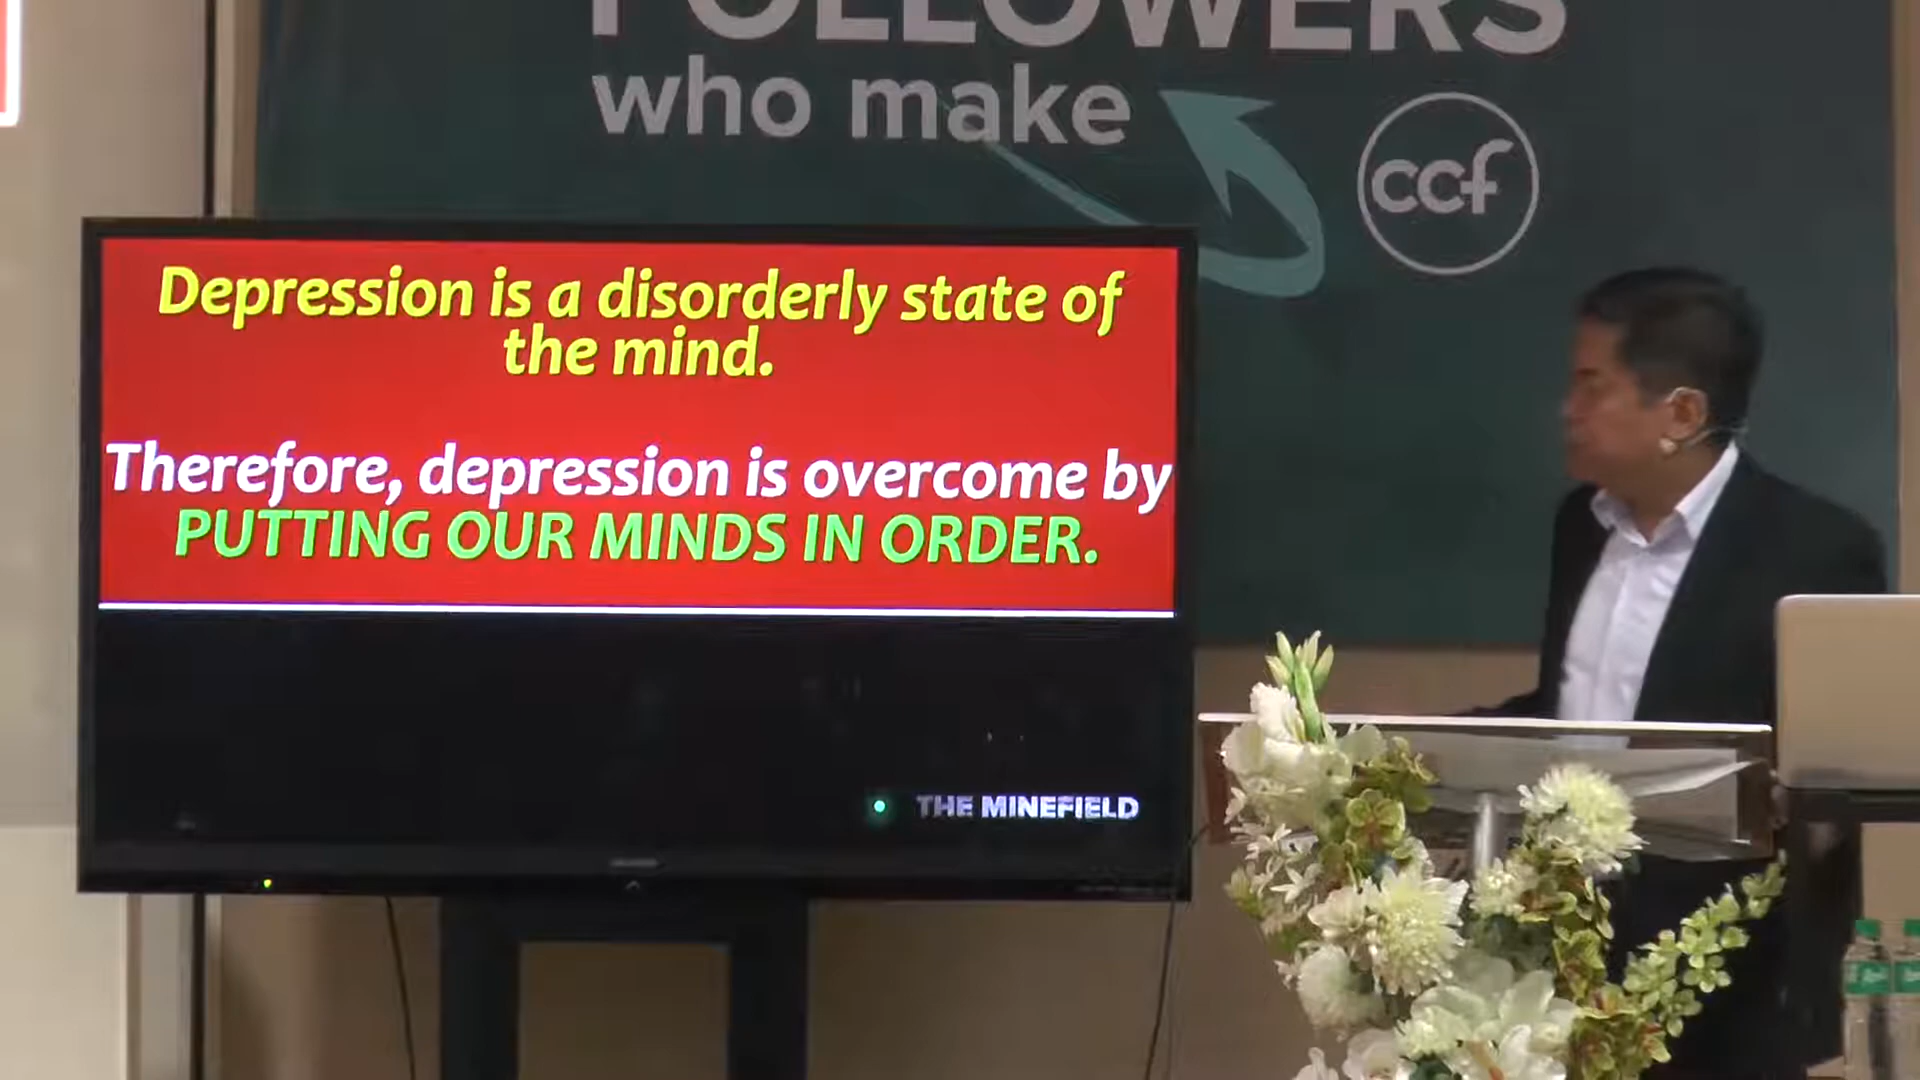 FOLLOWERS
who make
ccf
Depression is a disorderly state of
the mind.
Therefore, depression is overcome by
PUTTING OUR MINDS IN ORDER.
THE MINEFIELD